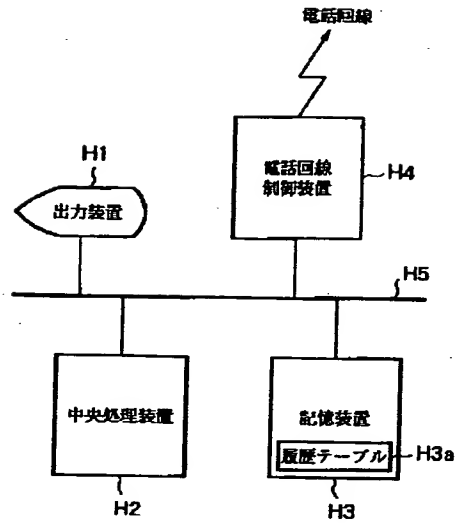 電話回線
H1
出力装置
電話回線
制御装置
H4
H5
中央処理装置
H2
記憶装置
履歴テーブル
H3a
H3